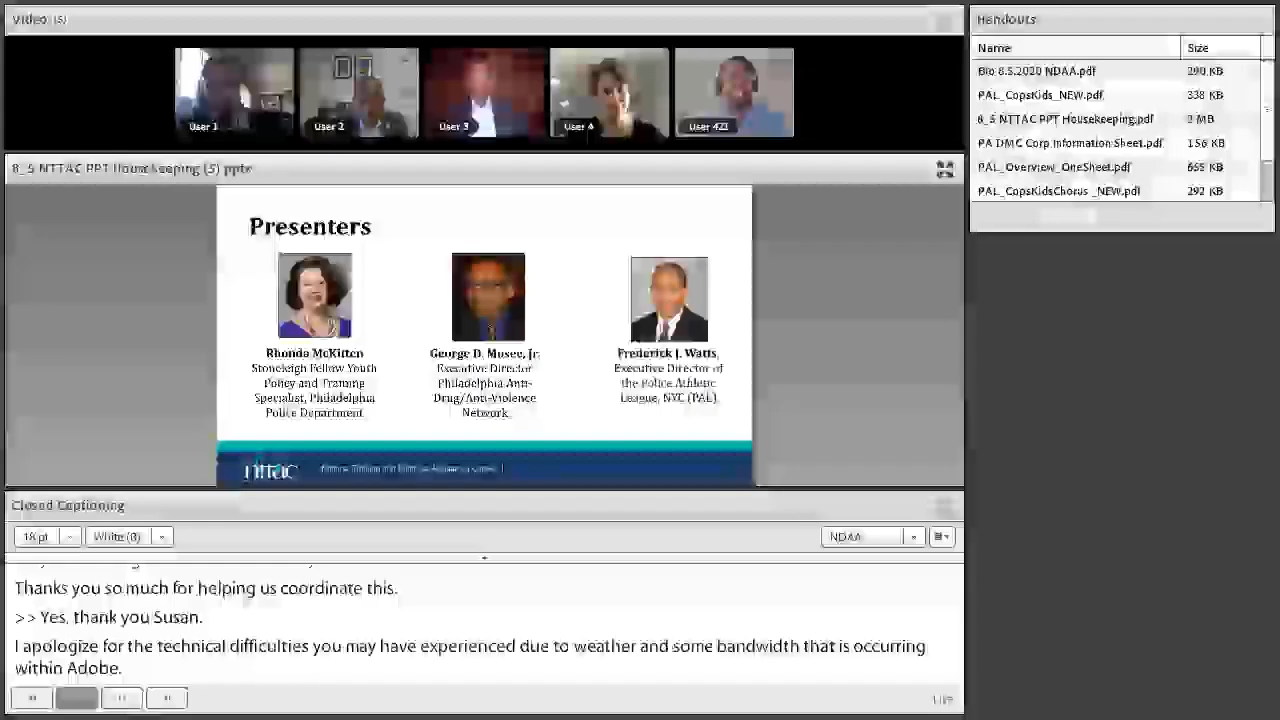 Video (5)
User 1
User 2
User 3
User 4
User 421
8_5 NTTAC PPT Housekeeping (5) pptx
Presenters
Rhonda McKitten
Stoneleigh Fellow Youth
Policy and Training
Specialist, Philadelphia
Police Department
George D. Mosee, Jr.
Executive Director
Philadelphia Anti-
Drug/Anti-Violence
Network
Frederick J. Watts,
Executive Director of
the Police Athletic
League, NYC (PAL)
nttac
Closed Captioning
18 pt
White (B)
NDAA
Thanks you so much for helping us coordinate this.
>> Yes, thank you Susan.
I apologize for the technical difficulties you may have experienced due to weather and some bandwidth that is occurring
within Adobe.
Live
Handouts
Name Size
Bio 8.5.2020 NDAA.pdf 290 KB
PAL_CopsKids_NEW.pdf 338 KB
8_5 NTTAC PPT Housekeeping.pdf 2 MB
PA DMC Corp Information Sheet.pdf 156 KB
PAL_Overview_OneSheet.pdf 655 KB
PAL_CopsKidsChorus _NEW.pdf 292 KB